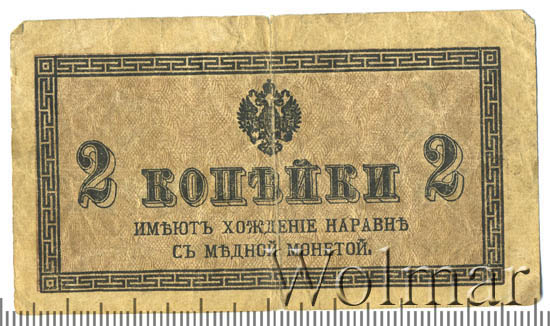 2 КОПѢЙКИ 2
ИМѢЮТЪ ХОЖДЕНІЕ НАРАВНѢ
СЪ МѢДНОЙ МОНЕТОЙ.
Wolmar